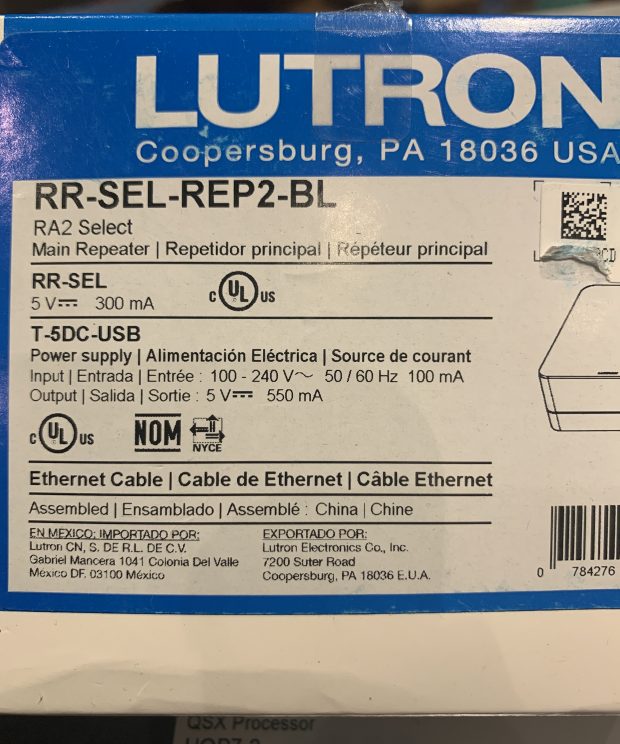 LUTRON
Coopersburg, PA 18036 USA
RR-SEL-REP2-BL
RA2 Select
Main Repeater | Repetidor principal | Répéteur principal
RR-SEL
5 V 300 mA
c UL us
T-5DC-USB
Power supply | Alimentación Eléctrica | Source de courant
Input | Entrada | Entrée : 100 - 240 V~ 50 / 60 Hz 100 mA
Output | Salida | Sortie : 5 V 550 mA
c UL us NOM NYCE
Ethernet Cable | Cable de Ethernet | Câble Ethernet
Assembled | Ensamblado | Assemblé : China | Chine
EN MEXICO: IMPORTADO POR:
Lutron CN, S. DE R.L. DE C.V.
Gabriel Mancera 1041 Colonia Del Valle
México DF. 03100 México
EXPORTADO POR:
Lutron Electronics Co., Inc.
7200 Suter Road
Coopersburg, PA 18036 E.U.A.
0 784276
QSX Processor